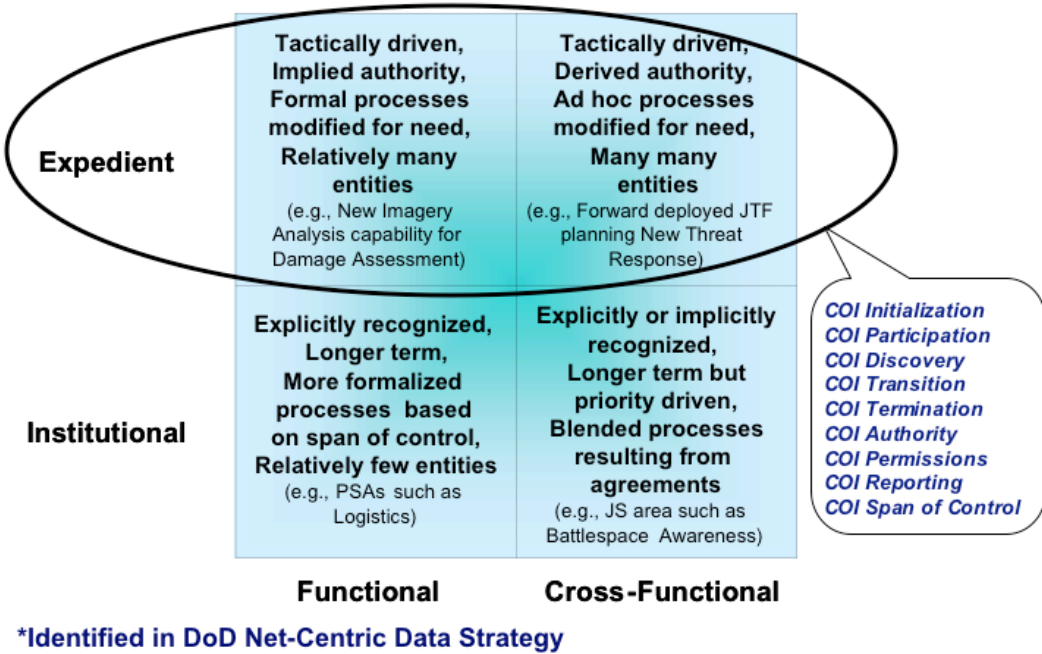 Expedient
Tactically driven,
Implied authority,
Formal processes
modified for need,
Relatively many
entities
(e.g., New Imagery
Analysis capability for
Damage Assessment)
Tactically driven,
Derived authority,
Ad hoc processes
modified for need,
Many many
entities
(e.g., Forward deployed JTF
planning New Threat
Response)
Institutional
Explicitly recognized,
Longer term,
More formalized
processes based
on span of control,
Relatively few entities
(e.g., PSAs such as
Logistics)
Explicitly or implicitly
recognized,
Longer term but
priority driven,
Blended processes
resulting from
agreements
(e.g., JS area such as
Battlespace Awareness)
COI Initialization
COI Participation
COI Discovery
COI Transition
COI Termination
COI Authority
COI Permissions
COI Reporting
COI Span of Control
Functional
Cross-Functional
*Identified in DoD Net-Centric Data Strategy